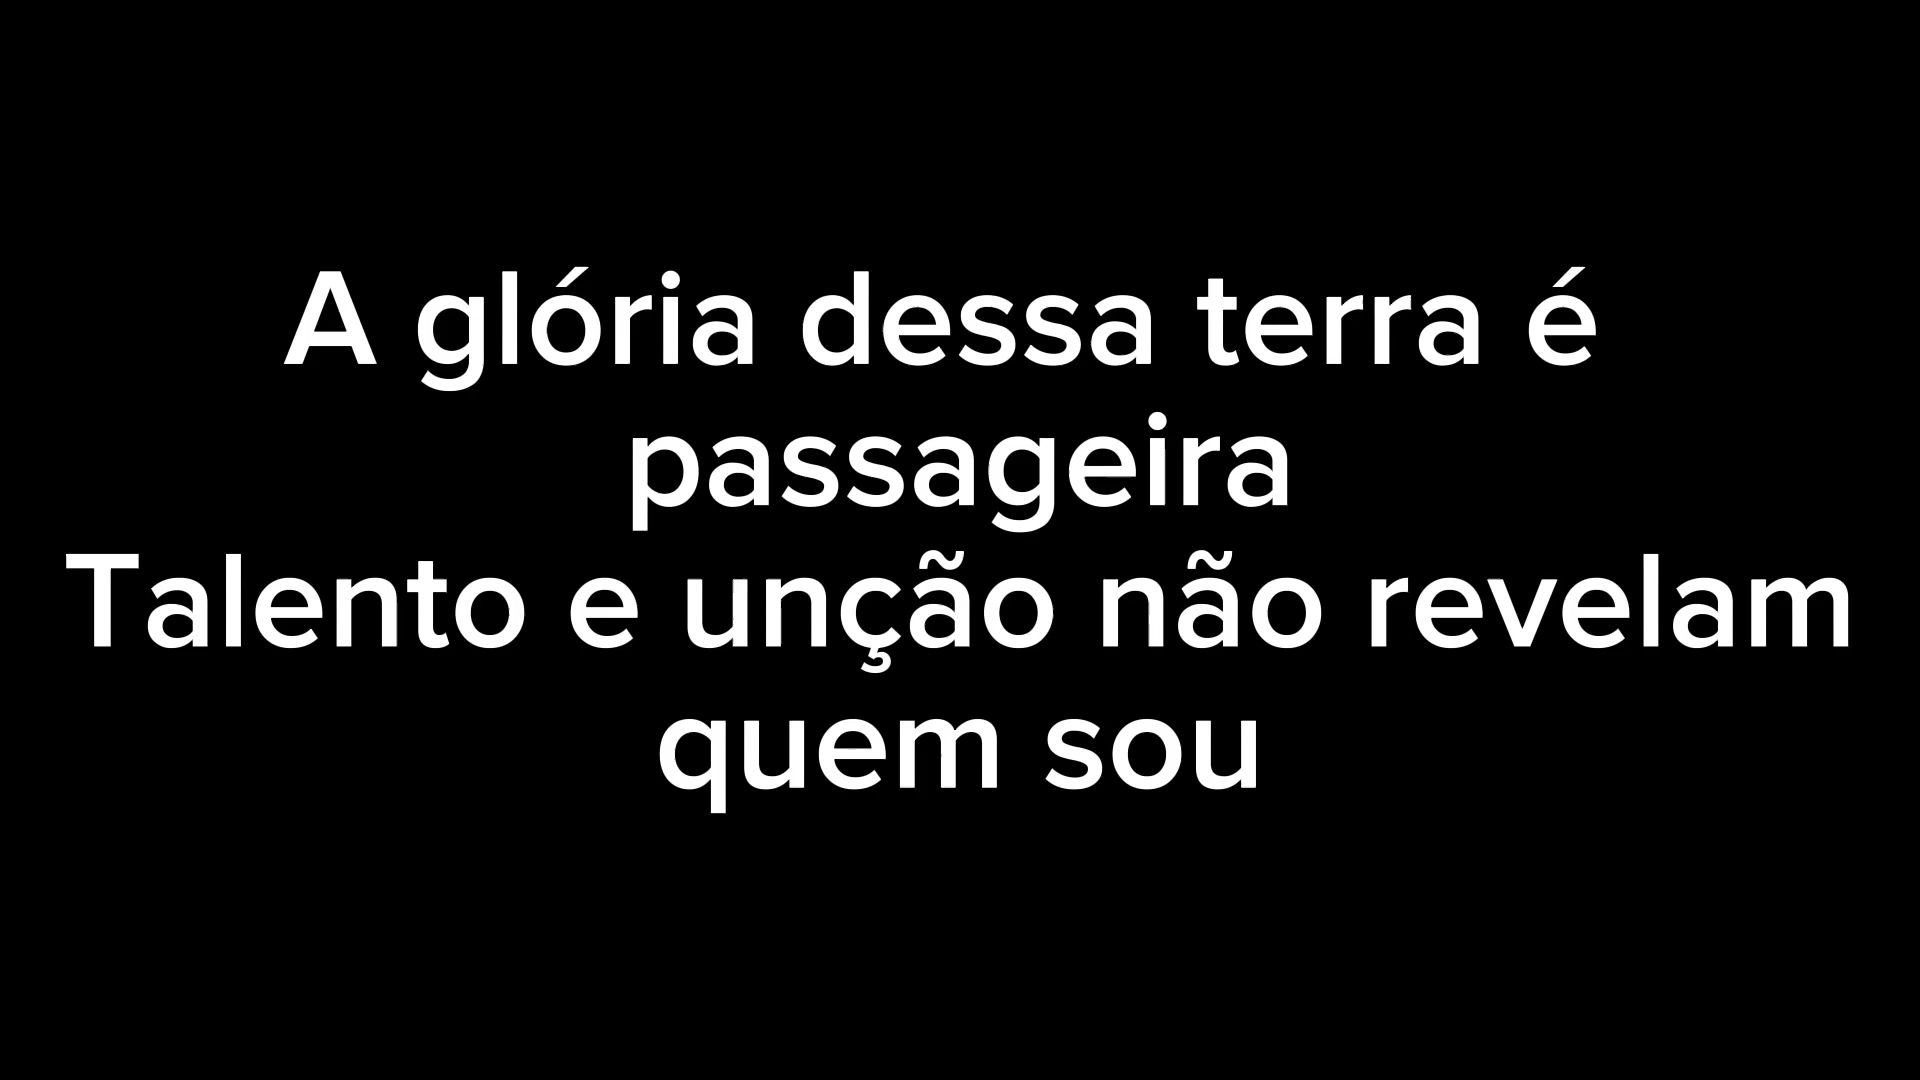 A glória dessa terra é
passageira
Talento e unção não revelam
quem sou